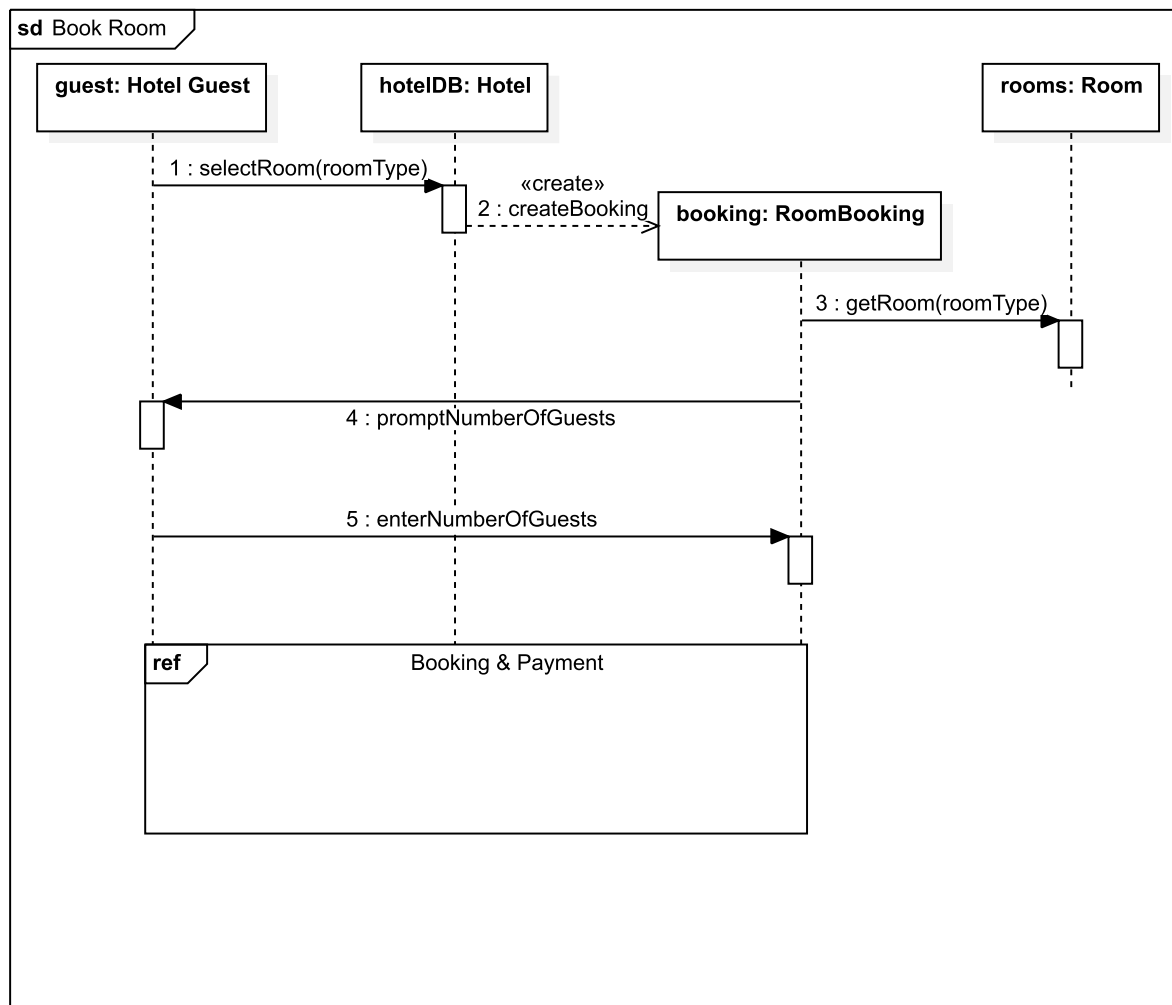 sd Book Room
guest: Hotel Guest
hotelDB: Hotel
rooms: Room
1 : selectRoom(roomType)
«create»
2 : createBooking
booking: RoomBooking
3 : getRoom(roomType)
4 : promptNumberOfGuests
5 : enterNumberOfGuests
ref
Booking & Payment